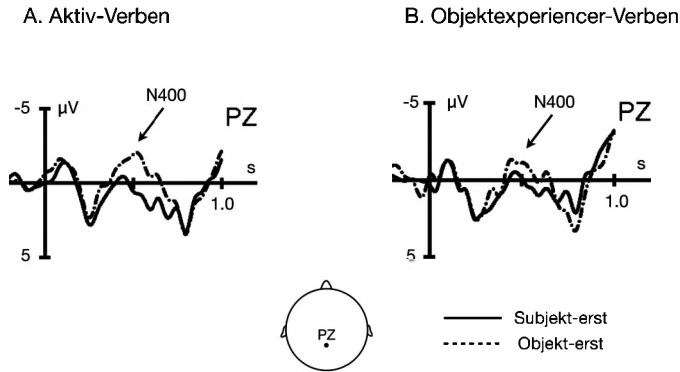 A. Aktiv-Verben
-5
µV
N400
PZ
s
1.0
5
B. Objektexperiencer-Verben
-5
µV
N400
PZ
s
1.0
5
PZ
Subjekt-erst
Objekt-erst